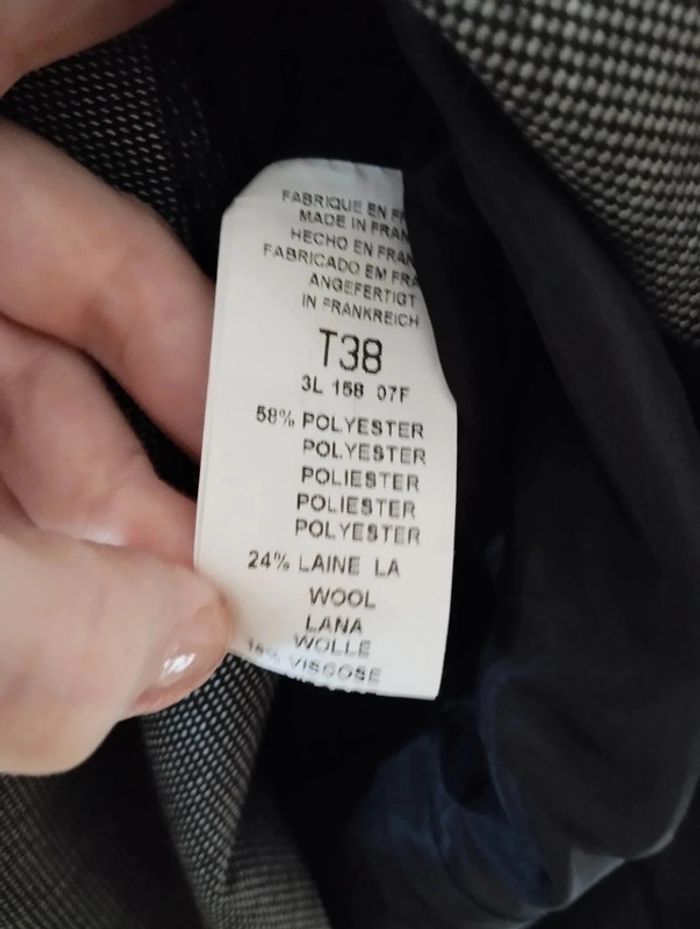 FABRIQUE EN FR
MADE IN FRAN
HECHO EN FRAN
FABRICADO EM FRA
ANGEFERTIGT
IN FRANKREICH
T38
3L 158 07F
58% POLYESTER
POLYESTER
POLIESTER
POLIESTER
POLYESTER
24% LAINE LA
WOOL
LANA
WOLLE
VISCOSE